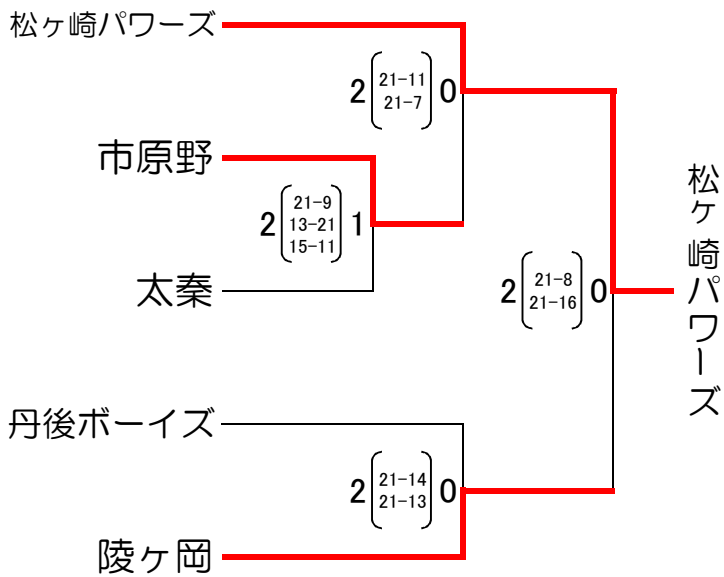 松ヶ崎パワーズ
2 21-11 0
21-7
市原野
2 21-9 1
13-21
15-11
太秦
2 21-8 0
21-16
松ヶ崎パワーズ
丹後ボーイズ
2 21-14 0
21-13
陵ヶ岡